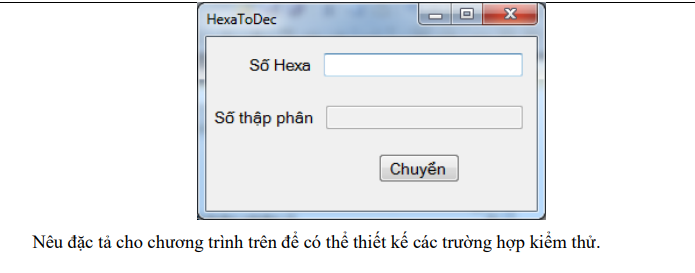 HexaToDec
Số Hexa
Số thập phân
Chuyển
Nêu đặc tả cho chương trình trên để có thể thiết kế các trường hợp kiểm thử.